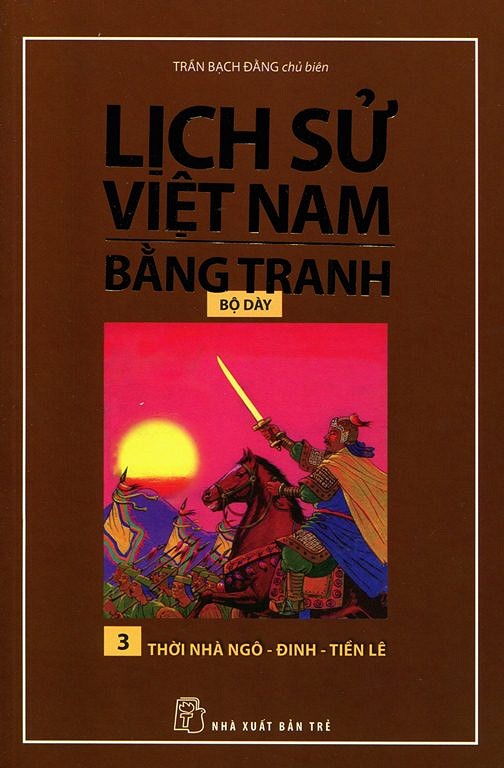 TRẦN BẠCH ĐẰNG chủ biên
LỊCH SỬ
VIỆT NAM
BẰNG TRANH
BỘ DÀY
3 THỜI NHÀ NGÔ - ĐINH - TIỀN LÊ
NHÀ XUẤT BẢN TRẺ